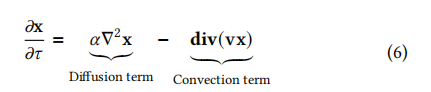 ∂x/∂τ = α∇²x − div(vx) (6)
Diffusion term Convection term